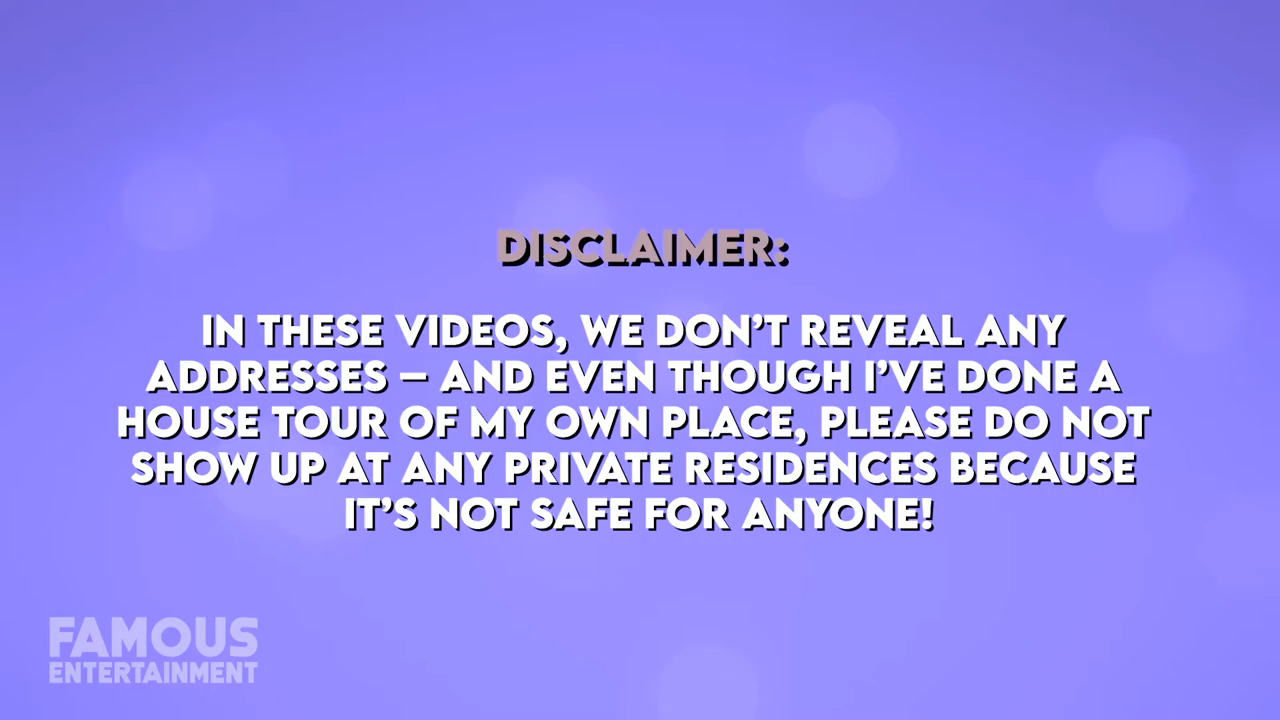 DISCLAIMER:
IN THESE VIDEOS, WE DON'T REVEAL ANY
ADDRESSES – AND EVEN THOUGH I'VE DONE A
HOUSE TOUR OF MY OWN PLACE, PLEASE DO NOT
SHOW UP AT ANY PRIVATE RESIDENCES BECAUSE
IT'S NOT SAFE FOR ANYONE!
FAMOUS
ENTERTAINMENT